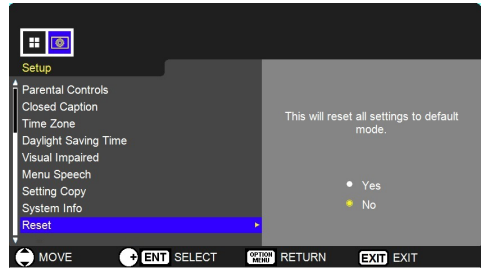 Setup
Parental Controls
Closed Caption
Time Zone
Daylight Saving Time
Visual Impaired
Menu Speech
Setting Copy
System Info
Reset
This will reset all settings to default
mode.
Yes
No
MOVE ENT SELECT OPTION MENU RETURN EXIT EXIT